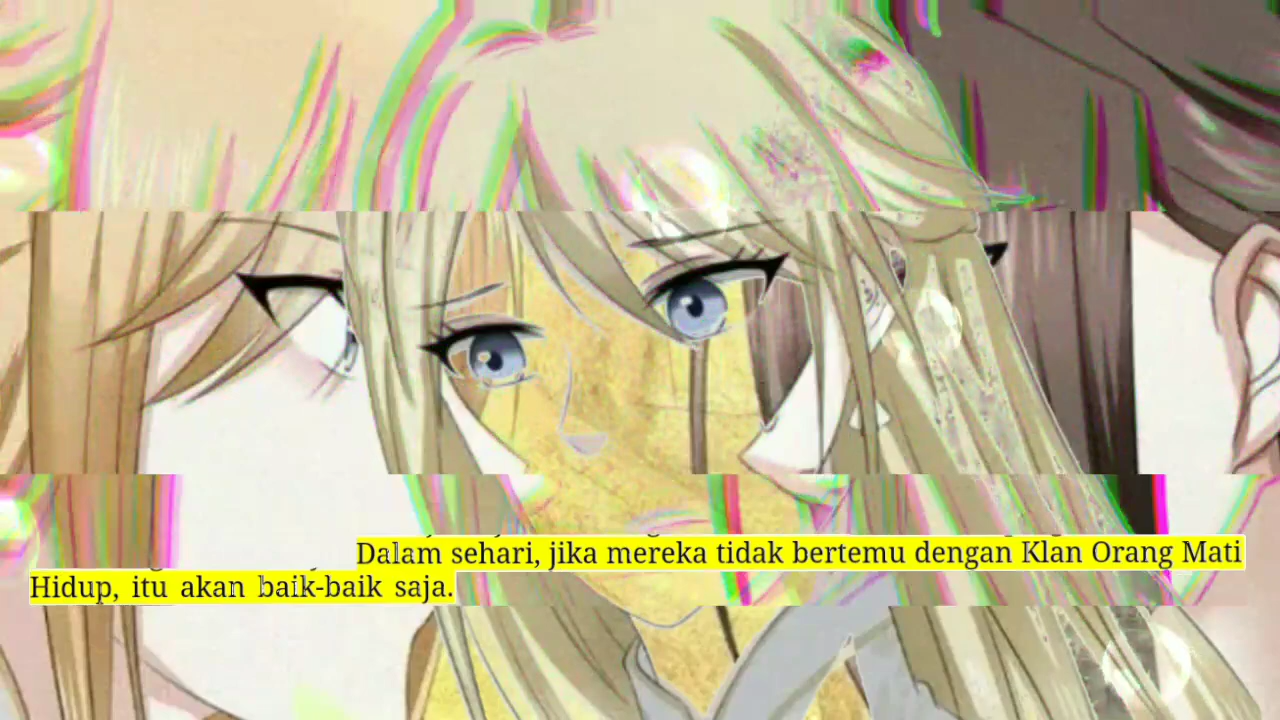 Dalam sehari, jika mereka tidak bertemu dengan Klan Orang Mati
Hidup, itu akan baik-baik saja.